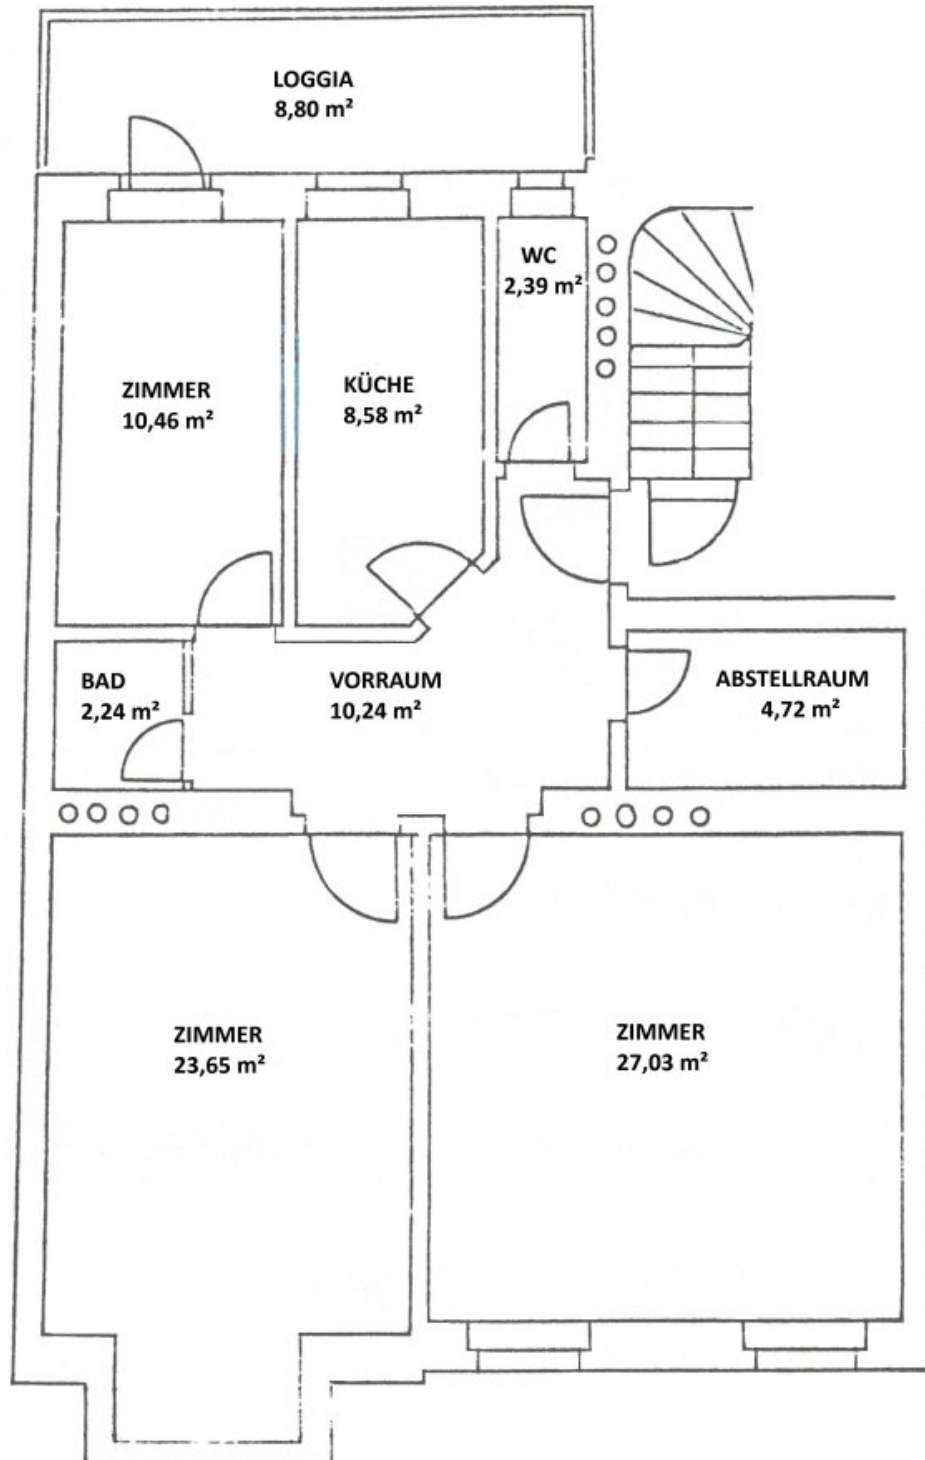 LOGGIA
8,80 m²
WC
2,39 m²
ZIMMER
10,46 m²
KÜCHE
8,58 m²
BAD
2,24 m²
VORRAUM
10,24 m²
ABSTELLRAUM
4,72 m²
ZIMMER
23,65 m²
ZIMMER
27,03 m²